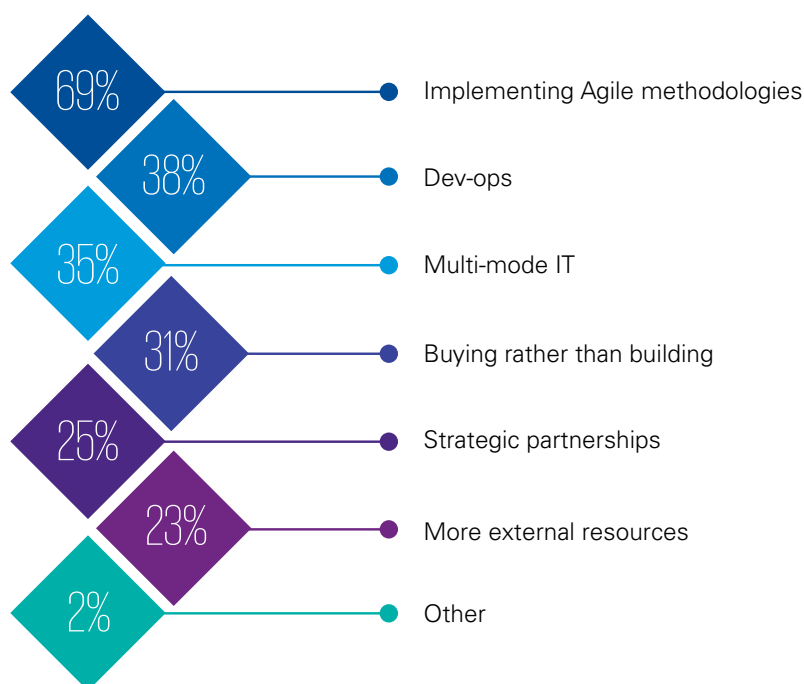 69% Implementing Agile methodologies
38% Dev-ops
35% Multi-mode IT
31% Buying rather than building
25% Strategic partnerships
23% More external resources
2% Other